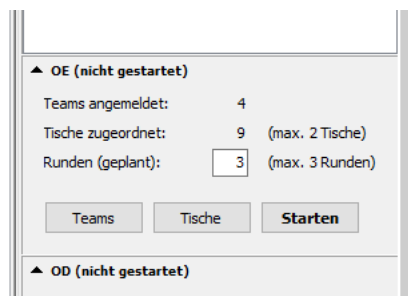 OE (nicht gestartet)
Teams angemeldet: 4
Tische zugeordnet: 9 (max. 2 Tische)
Runden (geplant): 3 (max. 3 Runden)
Teams Tische Starten
OD (nicht gestartet)